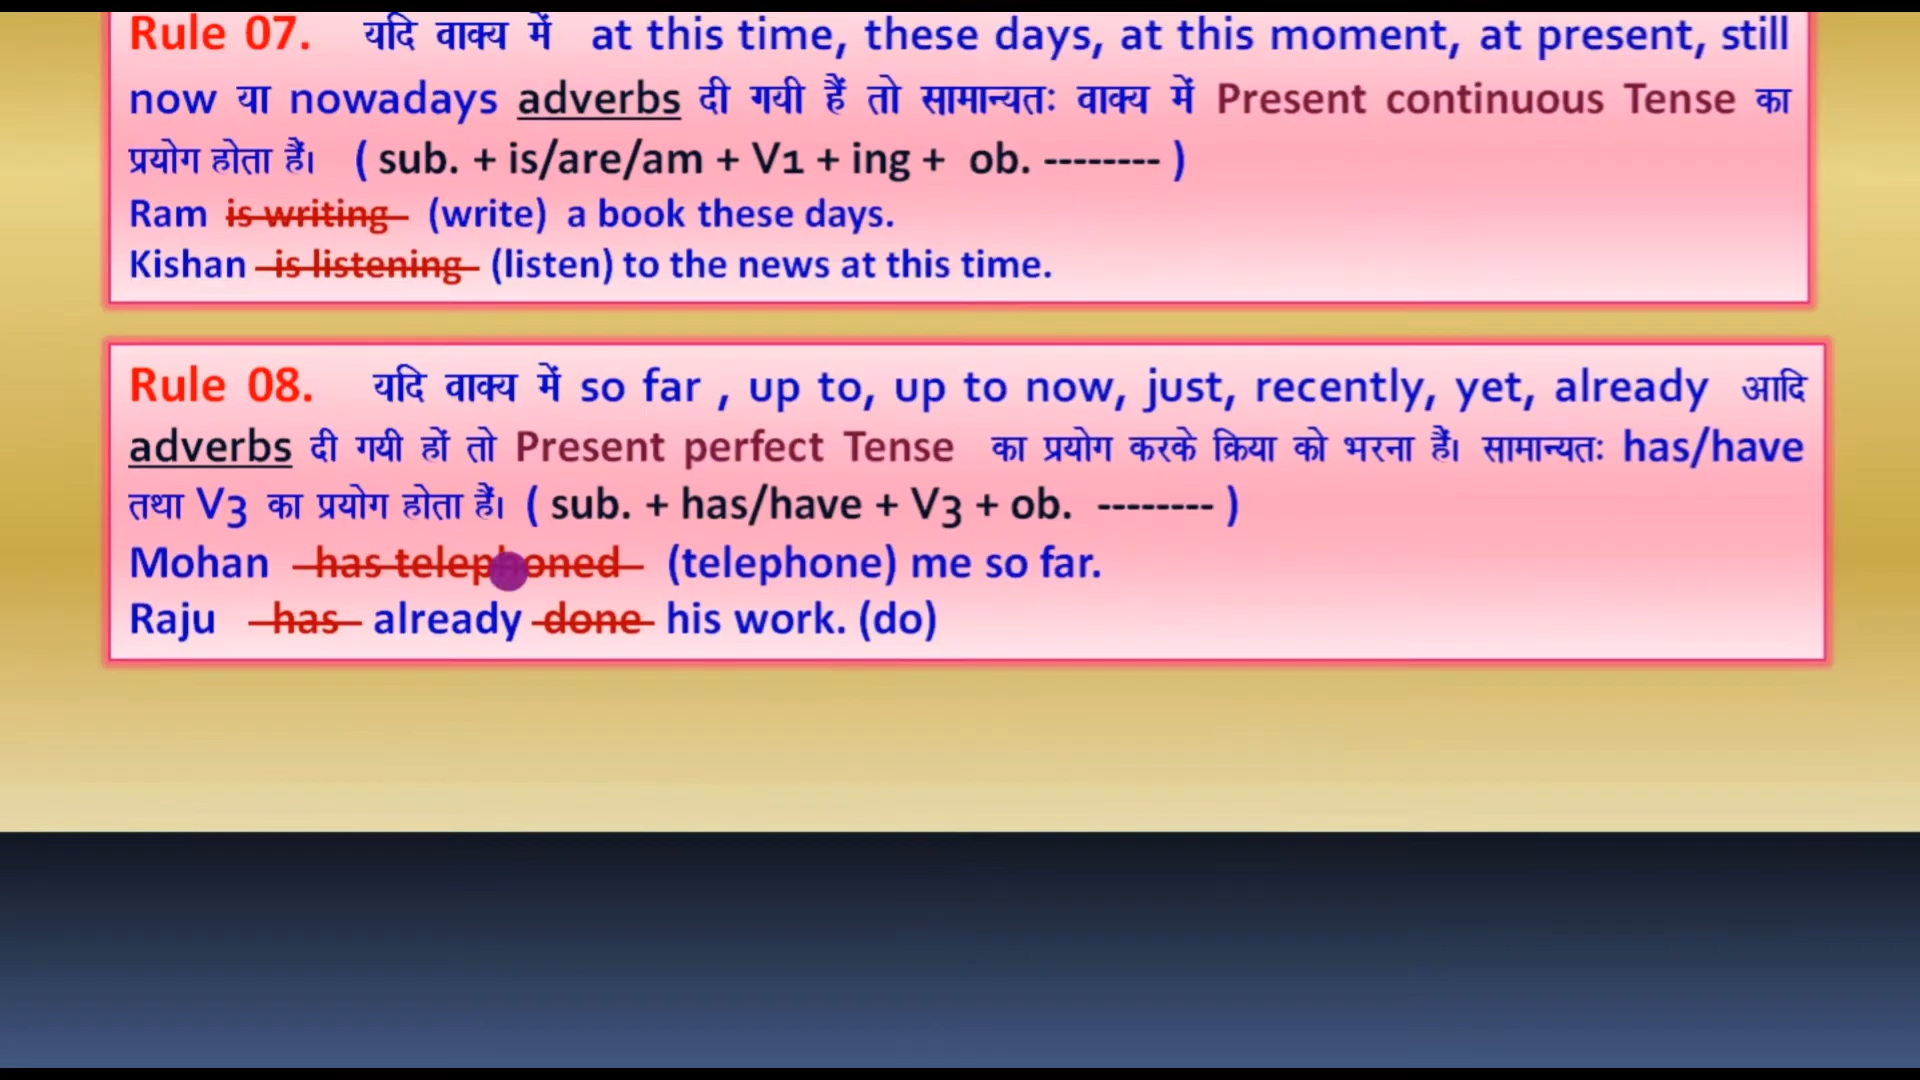 Rule 07. यदि वाक्य में at this time, these days, at this moment, at present, still
now या nowadays adverbs दी गयी हैं तो सामान्यतः वाक्य में Present continuous Tense का
प्रयोग होता हैं। ( sub. + is/are/am + V1 + ing + ob. -------- )
Ram is writing (write) a book these days.
Kishan is listening (listen) to the news at this time.
Rule 08. यदि वाक्य में so far , up to, up to now, just, recently, yet, already आदि
adverbs दी गयी हों तो Present perfect Tense का प्रयोग करके क्रिया को भरना हैं। सामान्यतः has/have
तथा V3 का प्रयोग होता हैं। ( sub. + has/have + V3 + ob. -------- )
Mohan has telephoned (telephone) me so far.
Raju has already done his work. (do)